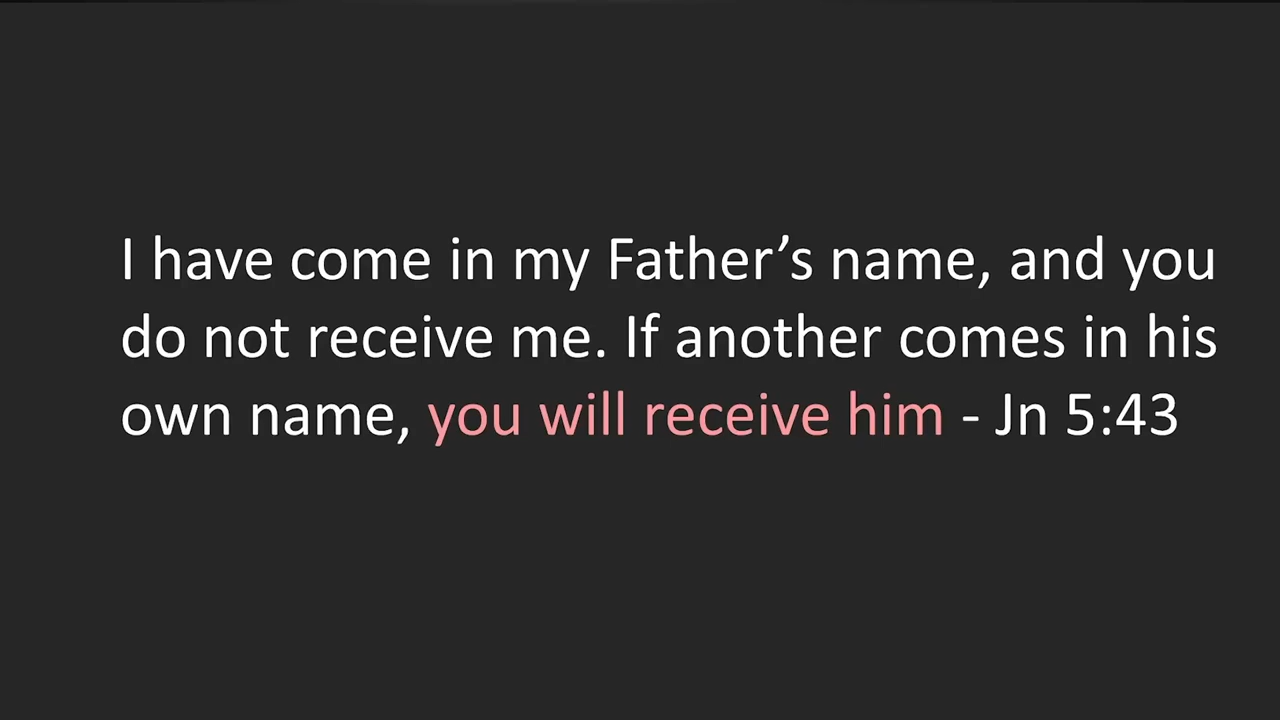 I have come in my Father’s name, and you
do not receive me. If another comes in his
own name, you will receive him - Jn 5:43